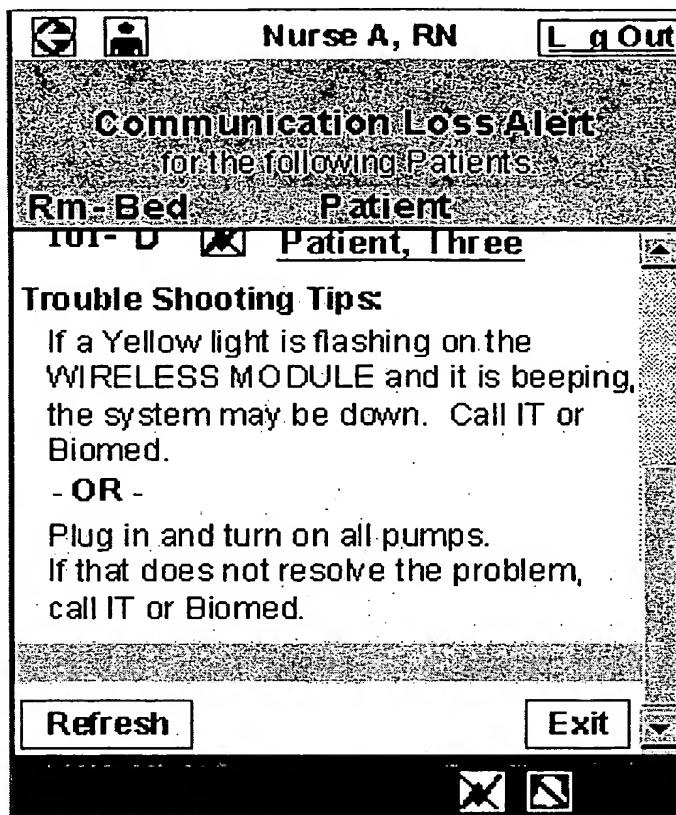 Nurse A, RN L g Out
Communication Loss Alert
for the following Patients:
Rm-Bed Patient
101- D Patient, Three
Trouble Shooting Tips:
If a Yellow light is flashing on the
WIRELESS MODULE and it is beeping,
the system may be down. Call IT or
Biomed.
- OR -
Plug in and turn on all pumps.
If that does not resolve the problem,
call IT or Biomed.
Refresh Exit